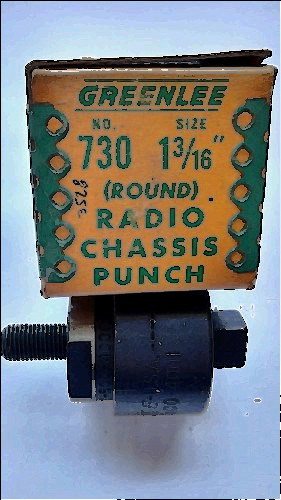 GREENLEE
NO. SIZE
730 1 3/16"
(ROUND)
RADIO
CHASSIS
PUNCH